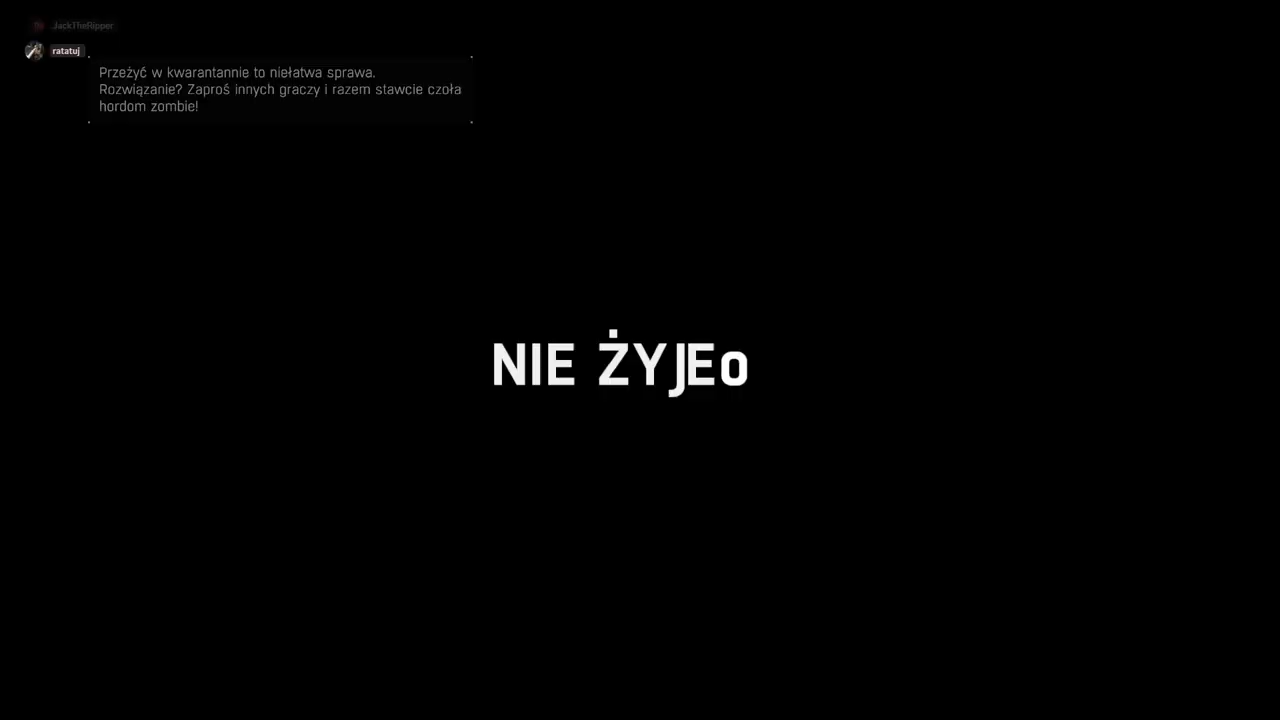 JackTheRipper
ratatuj
Przeżyć w kwarantannie to niełatwa sprawa.
Rozwiązanie? Zaproś innych graczy i razem stawcie czoła
hordom zombie!
NIE ŻYJEo